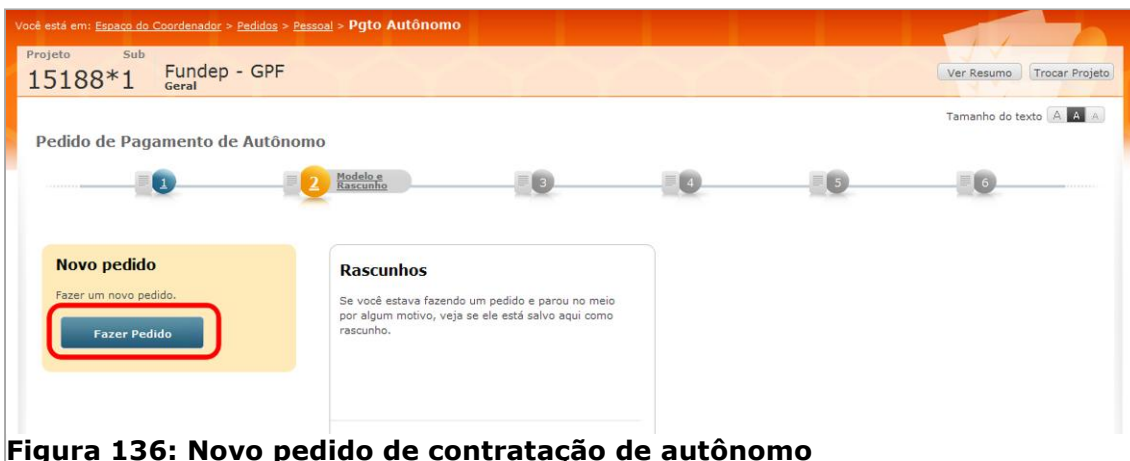 Você está em: Espaço do Coordenador > Pedidos > Pessoal > Pgto Autônomo
Projeto Sub
15188*1 Fundep - GPF
Geral
Ver Resumo Trocar Projeto
Tamanho do texto A A A
Pedido de Pagamento de Autônomo
1 2 Modelo e
Rascunho
3 4 5 6
Novo pedido
Fazer um novo pedido.
Fazer Pedido
Rascunhos
Se você estava fazendo um pedido e parou no meio
por algum motivo, veja se ele está salvo aqui como
rascunho.
Figura 136: Novo pedido de contratação de autônomo